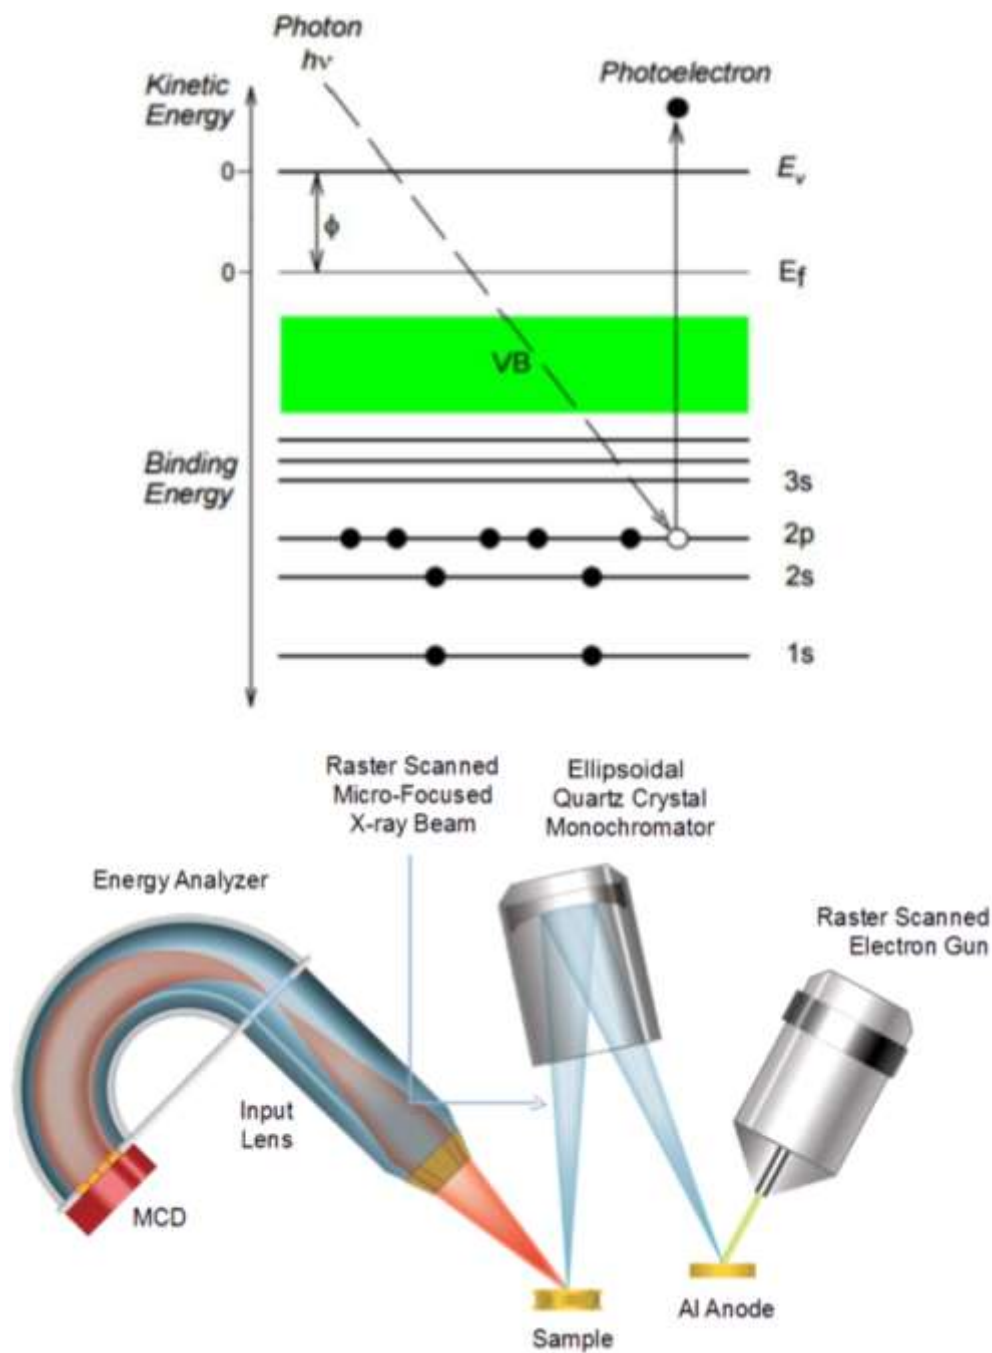 Photon
hν
Photoelectron
Kinetic
Energy
0
Ev
ϕ
0
Ef
VB
Binding
Energy
3s
2p
2s
1s
Raster Scanned
Micro-Focused
X-ray Beam
Ellipsoidal
Quartz Crystal
Monochromator
Energy Analyzer
Raster Scanned
Electron Gun
Input
Lens
MCD
Al Anode
Sample